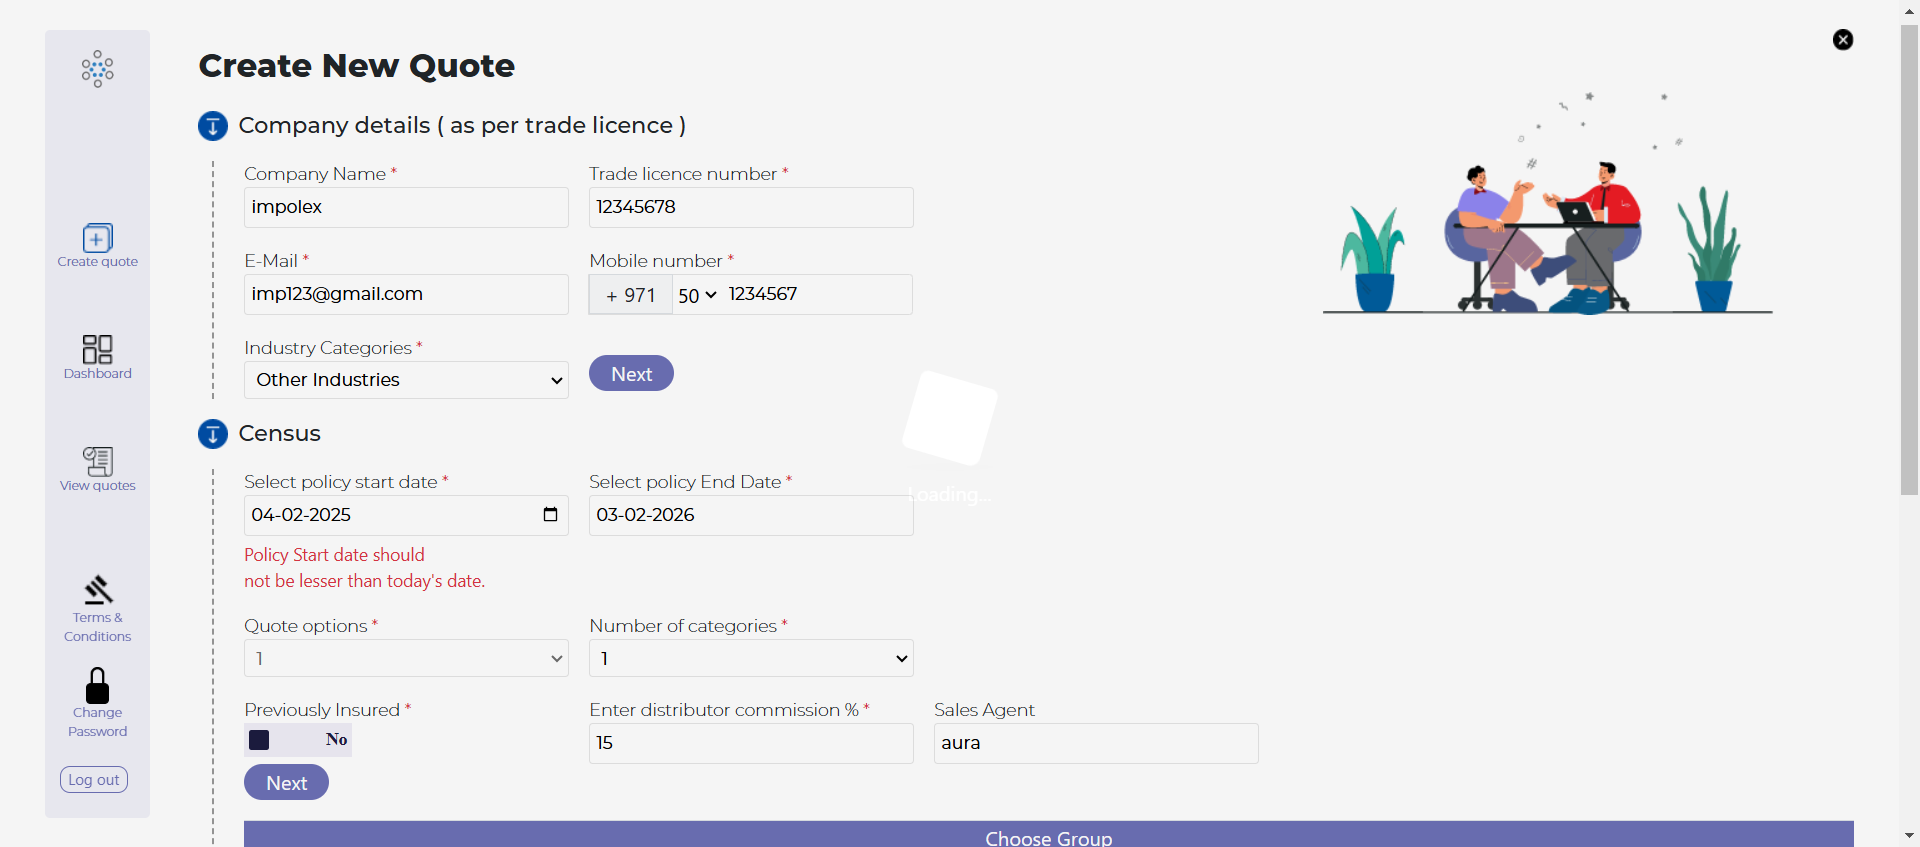 Create New Quote
Company details ( as per trade licence )
Company Name * Trade licence number *
impolex 12345678
E-Mail * Mobile number *
imp123@gmail.com + 971 50 1234567
Industry Categories *
Other Industries Next
Census
Select policy start date * Select policy End Date *
Loading...
04-02-2025 03-02-2026
Policy Start date should
not be lesser than today's date.
Quote options * Number of categories *
1 1
Previously Insured * Enter distributor commission % * Sales Agent
No 15 aura
Next
Choose Group
Create quote
Dashboard
View quotes
Terms &
Conditions
Change
Password
Log out